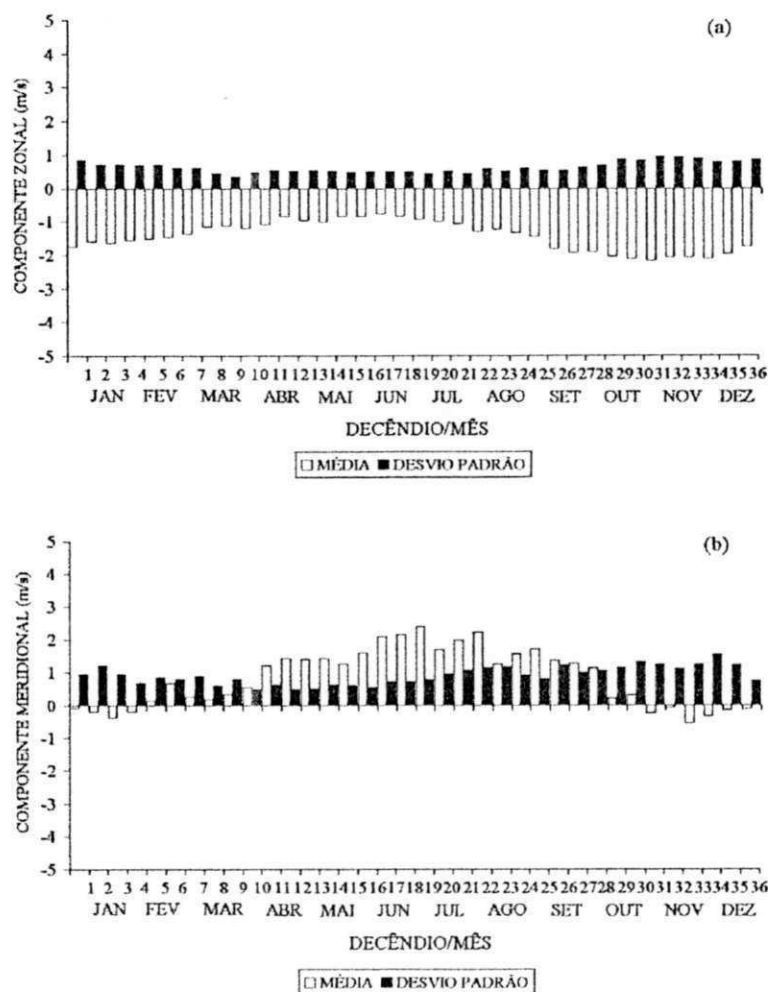 (a)
5
4
3
2
1
0
-1
-2
-3
-4
-5
COMPONENTE ZONAL (m/s)
1 2 3 4 5 6 7 8 9 10 11 12 13 14 15 16 17 18 19 20 21 22 23 24 25 26 27 28 29 30 31 32 33 34 35 36
JAN FEV MAR ABR MAI JUN JUL AGO SET OUT NOV DEZ
DECÊNDIO/MÊS
MÉDIA DESVIO PADRÃO
(b)
5
4
3
2
1
0
-1
-2
-3
-4
-5
COMPONENTE MERIDIONAL (m/s)
1 2 3 4 5 6 7 8 9 10 11 12 13 14 15 16 17 18 19 20 21 22 23 24 25 26 27 28 29 30 31 32 33 34 35 36
JAN FEV MAR ABR MAI JUN JUL AGO SET OUT NOV DEZ
DECÊNDIO/MÊS
MÉDIA DESVIO PADRÃO